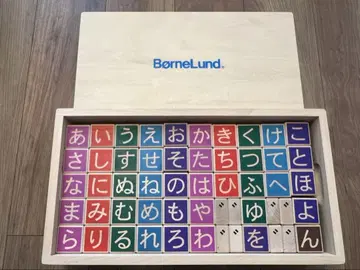 BørneLund®
あいうえおかきくけこ
さしすせそたちつてと
なにぬねのはひふへほ
まみむめもやゆよ
らりるれろわをん